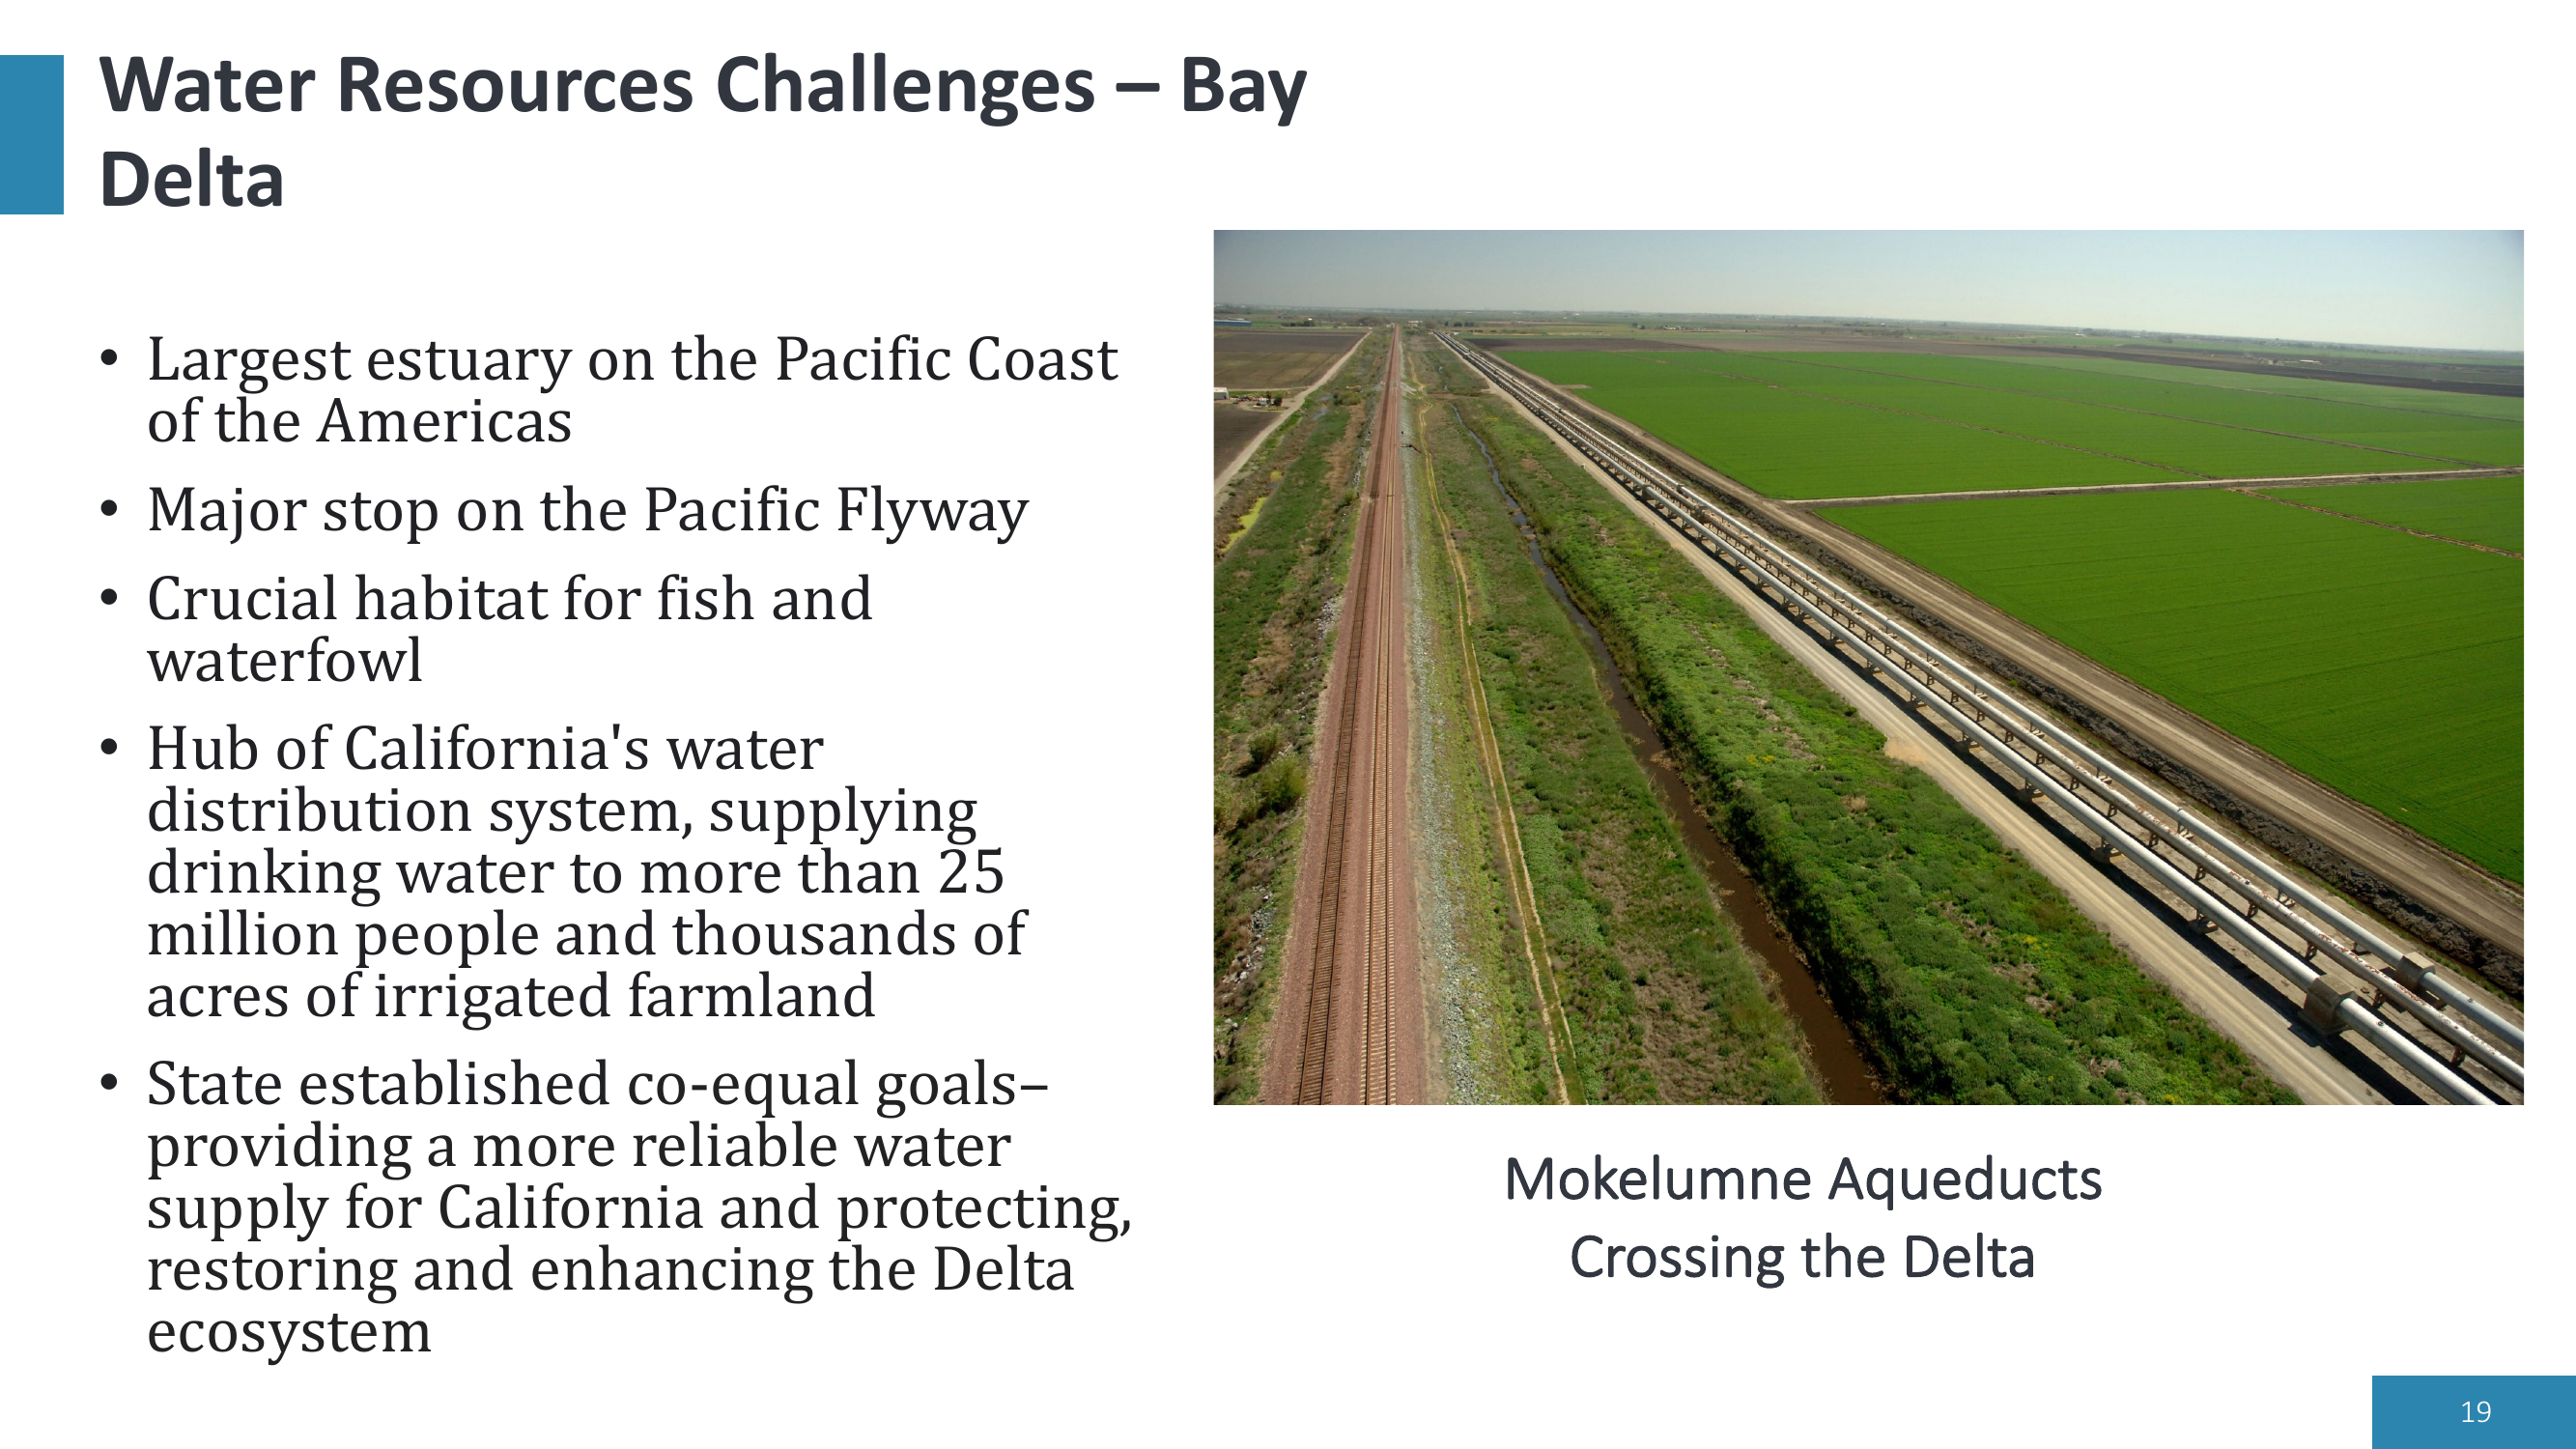 Water Resources Challenges – Bay
Delta
• Largest estuary on the Pacific Coast
of the Americas
• Major stop on the Pacific Flyway
• Crucial habitat for fish and
waterfowl
• Hub of California's water
distribution system, supplying
drinking water to more than 25
million people and thousands of
acres of irrigated farmland
• State established co-equal goals–
providing a more reliable water
supply for California and protecting,
restoring and enhancing the Delta
ecosystem
Mokelumne Aqueducts
Crossing the Delta
19